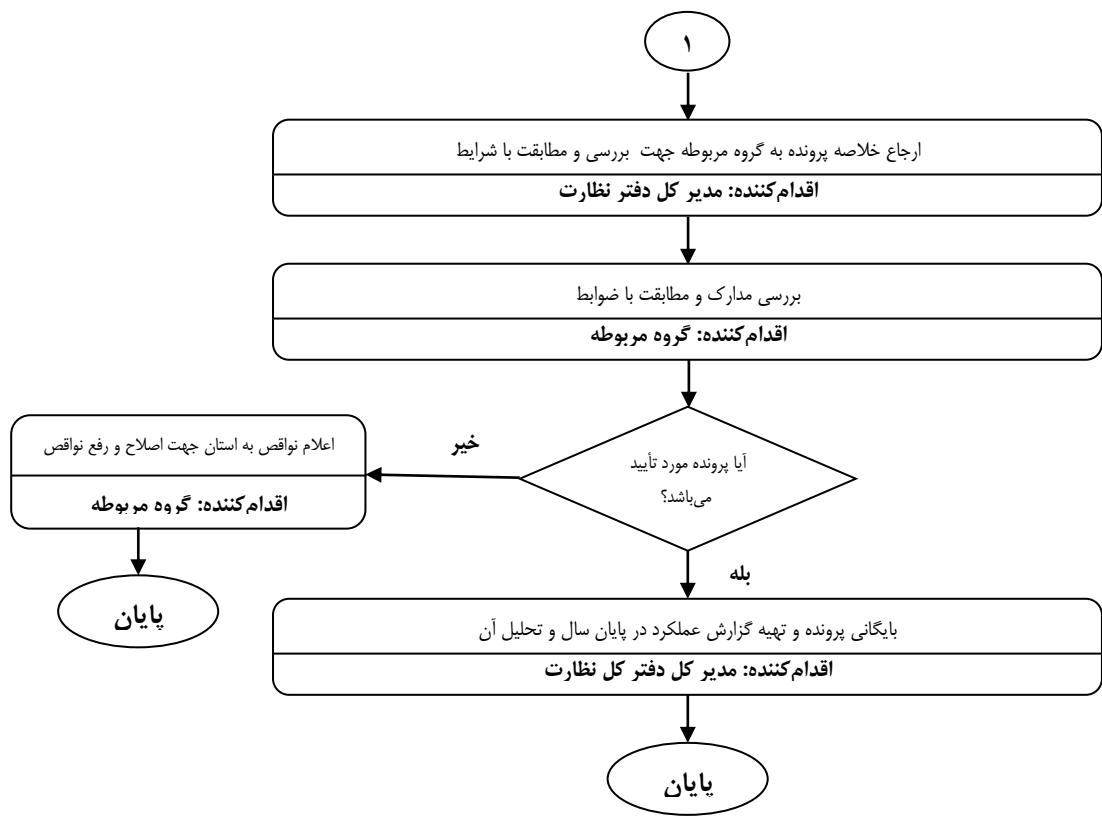 ۱
ارجاع خلاصه پرونده به گروه مربوطه جهت بررسی و مطابقت با شرایط
اقدام‌کننده: مدیر کل دفتر نظارت
بررسی مدارک و مطابقت با ضوابط
اقدام‌کننده: گروه مربوطه
آیا پرونده مورد تأیید
می‌باشد؟
خیر
اعلام نواقص به استان جهت اصلاح و رفع نواقص
اقدام‌کننده: گروه مربوطه
پایان
بله
بایگانی پرونده و تهیه گزارش عملکرد در پایان سال و تحلیل آن
اقدام‌کننده: مدیر کل دفتر کل نظارت
پایان